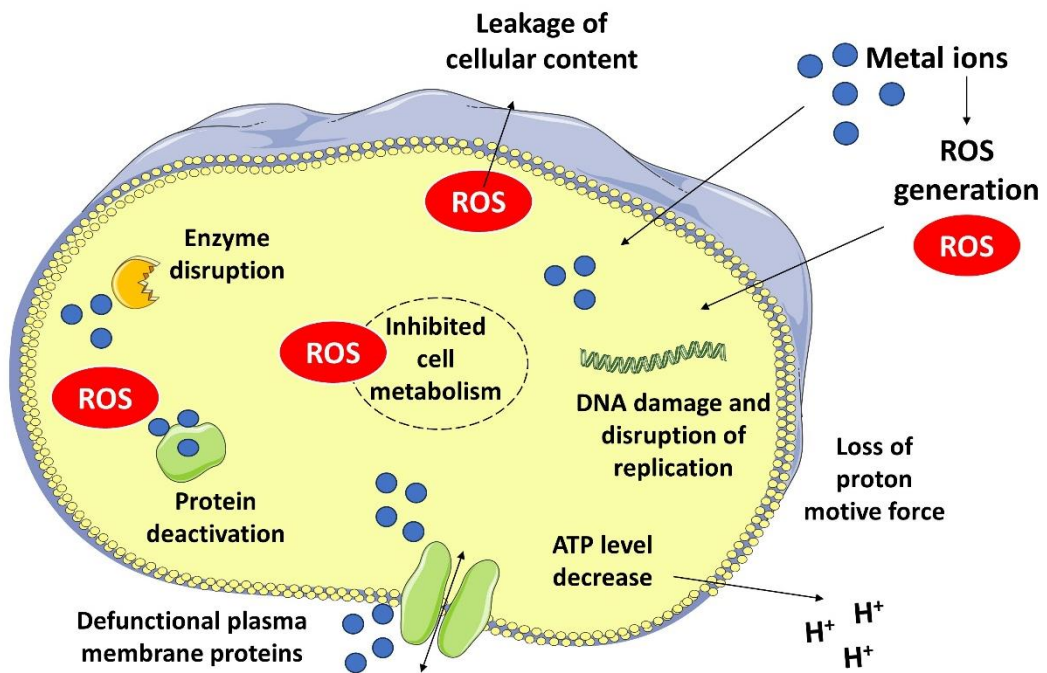 Leakage of
cellular content
Metal ions
ROS
generation
ROS
ROS
Enzyme
disruption
ROS
Inhibited
cell
metabolism
ROS
DNA damage and
disruption of
replication
Protein
deactivation
Loss of
proton
motive force
ATP level
decrease
Defunctional plasma
membrane proteins
H⁺
H⁺
H⁺